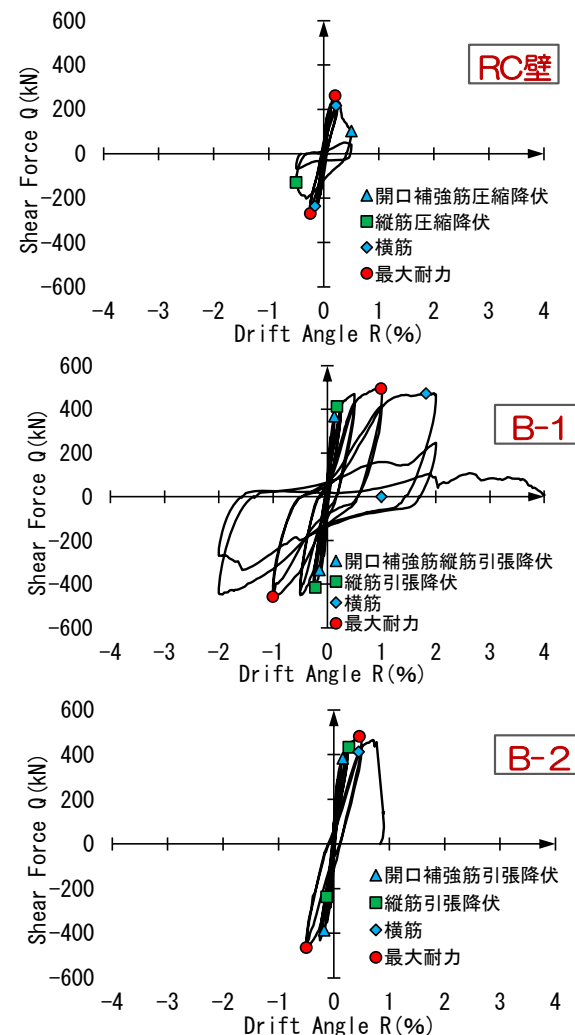 600
400
200
0
-200
-400
-600
Shear Force Q(kN)
RC壁
開口補強筋圧縮降伏
縦筋圧縮降伏
横筋
最大耐力
-4 -3 -2 -1 0 1 2 3 4
Drift Angle R(%)
600
400
200
0
-200
-400
-600
Shear Force Q(kN)
B-1
開口補強筋縦筋引張降伏
縦筋引張降伏
横筋
最大耐力
-4 -3 -2 -1 0 1 2 3 4
Drift Angle R(%)
600
400
200
0
-200
-400
-600
Shear Force Q(kN)
B-2
開口補強筋引張降伏
縦筋引張降伏
横筋
最大耐力
-4 -3 -2 -1 0 1 2 3 4
Drift Angle R(%)